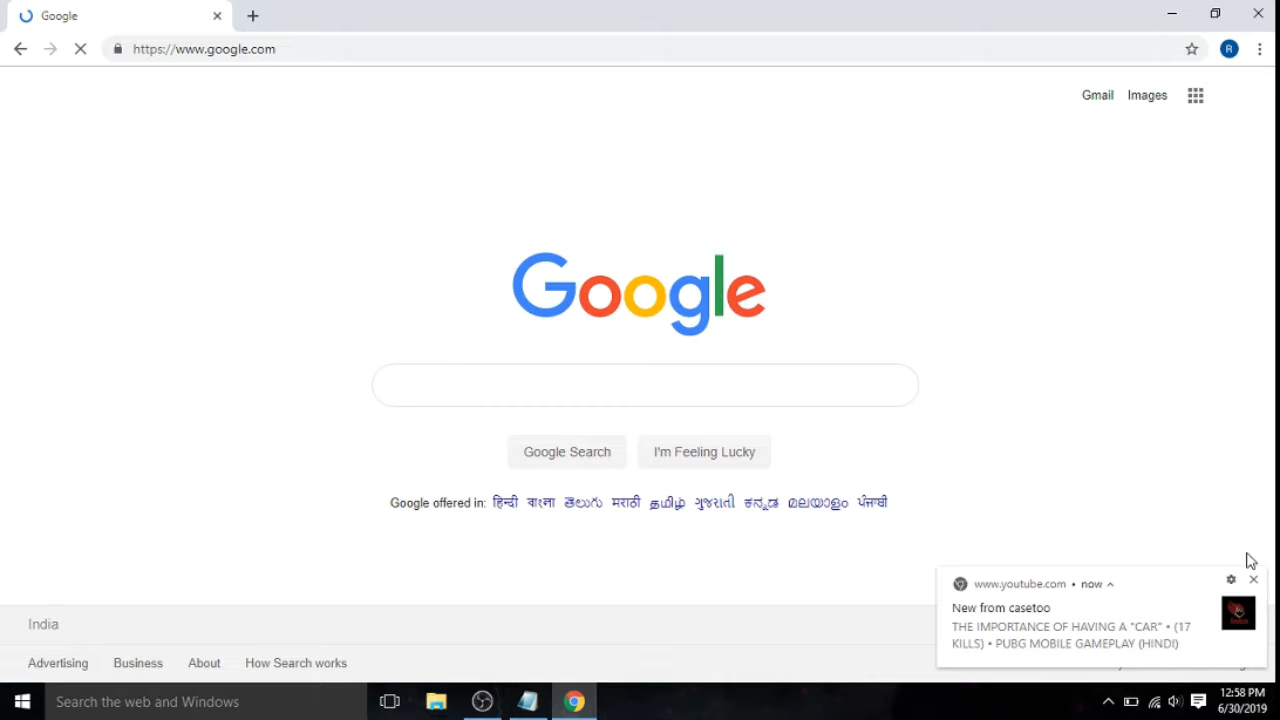 Google
https://www.google.com
R
Gmail Images
Google
Google Search I'm Feeling Lucky
Google offered in: हिन्दी বাংলা తెలుగు मराठी தமிழ் ગુજરાતી ಕನ್ನಡ മലയാളം ਪੰਜਾਬੀ
www.youtube.com • now
New from casetoo
THE IMPORTANCE OF HAVING A "CAR" • (17
KILLS) • PUBG MOBILE GAMEPLAY (HINDI)
India
Advertising Business About How Search works
Search the web and Windows
12:58 PM
6/30/2019